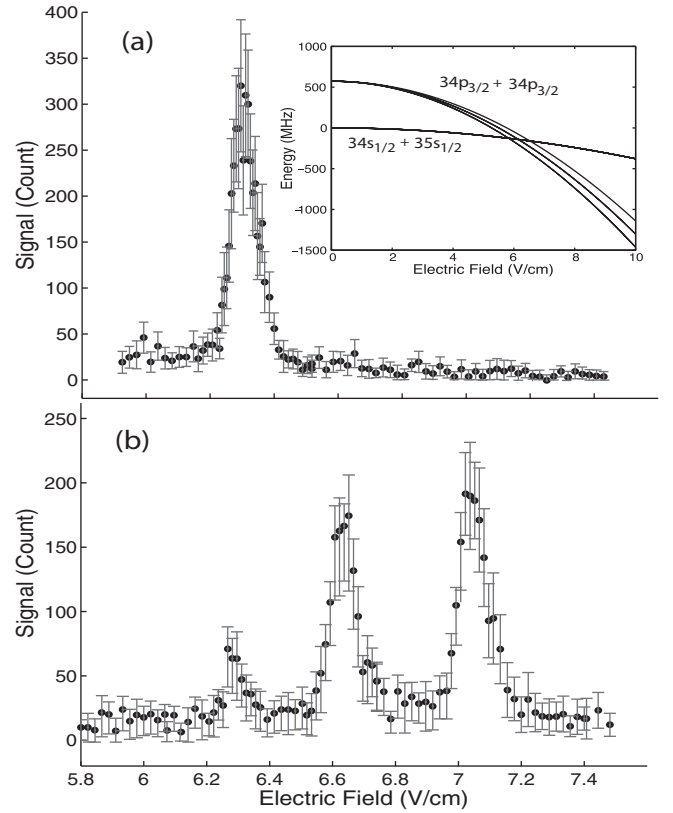 400
350
300
250
200
150
100
50
0
Signal (Count)
(a)
1000
500
0
−500
−1000
−1500
Energy (MHz)
34p3/2 + 34p3/2
34s1/2 + 35s1/2
0 2 4 6 8 10
Electric Field (V/cm)
250
200
150
100
50
0
Signal (Count)
(b)
5.8 6 6.2 6.4 6.6 6.8 7 7.2 7.4
Electric Field (V/cm)